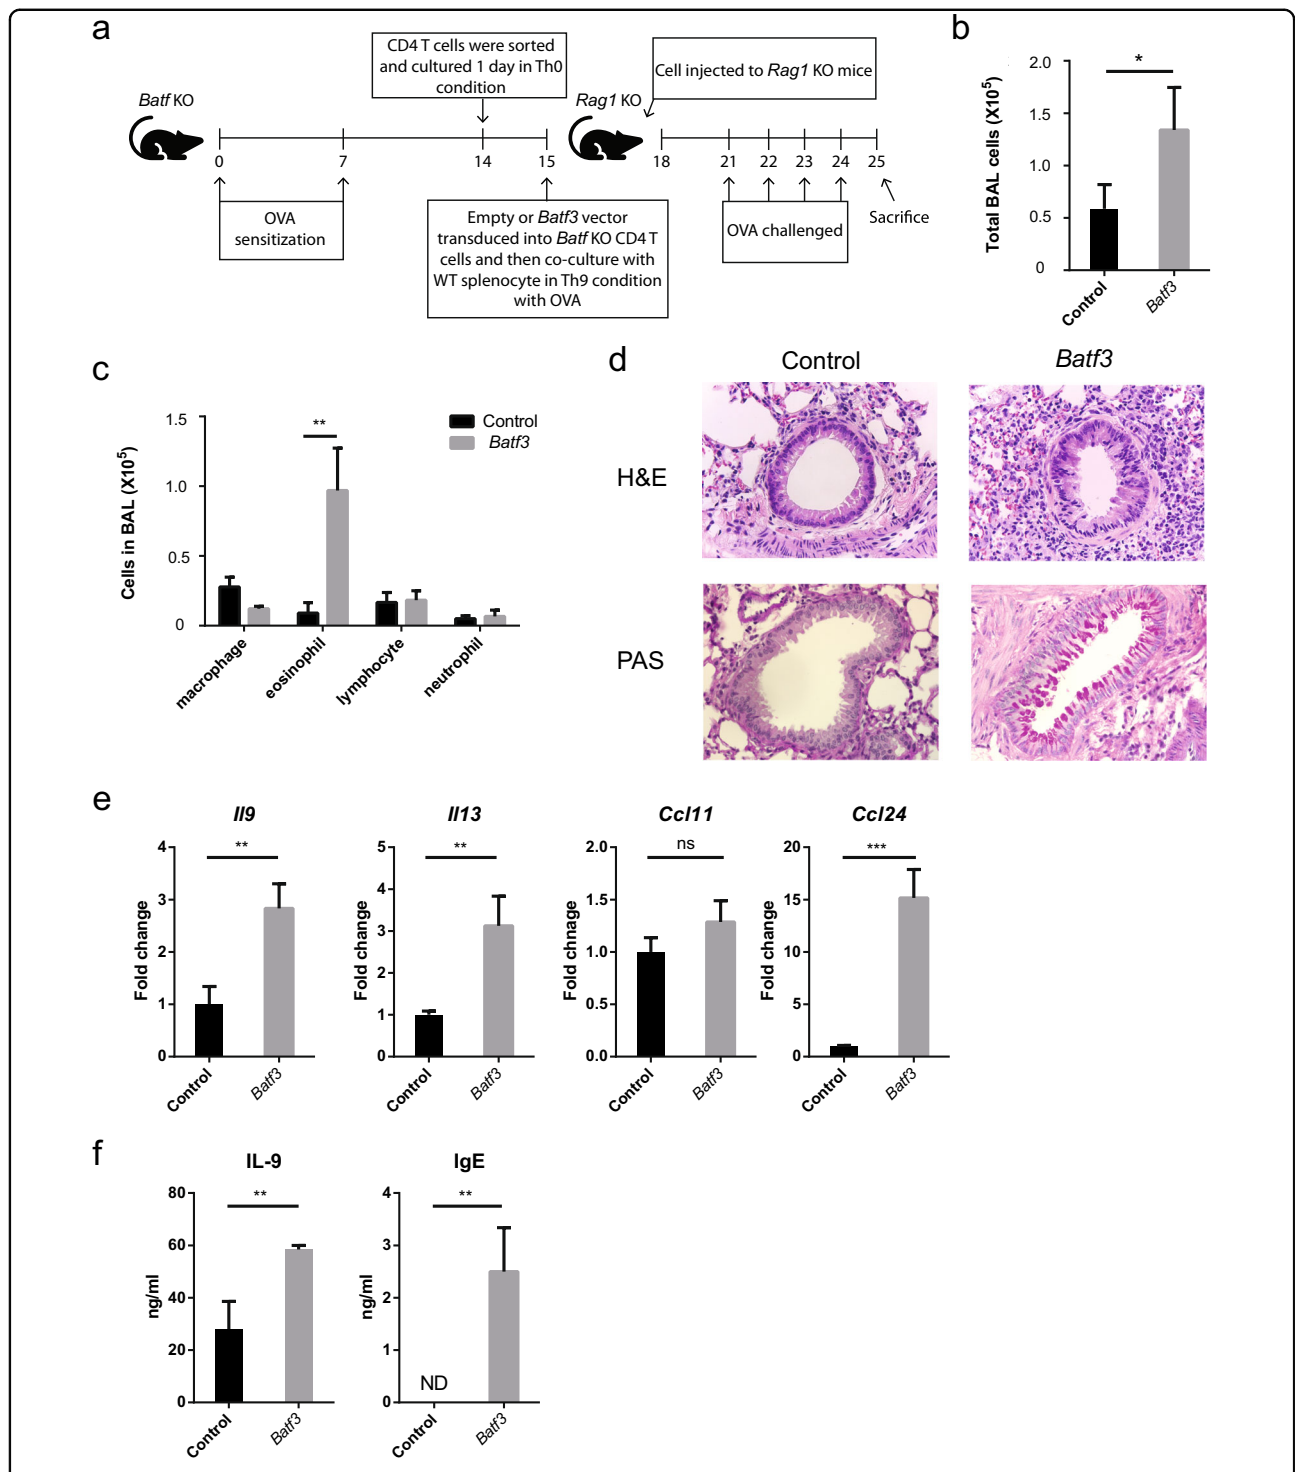 a
CD4 T cells were sorted
and cultured 1 day in Th0
condition
Cell injected to Rag1 KO mice
Batf KO
Rag1 KO
0
7
14
15
18
21
22
23
24
25
OVA
sensitization
Empty or Batf3 vector
transduced into Batf KO CD4 T
cells and then co-culture with
WT splenocyte in Th9 condition
with OVA
OVA challenged
Sacrifice
b
Total BAL cells (X10⁵)
2.0
1.5
1.0
0.5
0
*
Control
Batf3
c
Cells in BAL (X10⁵)
1.5
1.0
0.5
0
**
Control
Batf3
macrophage
eosinophil
lymphocyte
neutrophil
d
Control
Batf3
H&E
PAS
e
Il9
Fold change
4
3
2
1
0
**
Control
Batf3
Il13
Fold change
5
4
3
2
1
0
**
Control
Batf3
Ccl11
Fold chnage
2.0
1.5
1.0
0.5
0.0
ns
Control
Batf3
Ccl24
Fold change
20
15
10
5
0
***
Control
Batf3
f
IL-9
ng/ml
80
60
40
20
0
**
Control
Batf3
IgE
ng/ml
4
3
2
1
0
**
ND
Control
Batf3